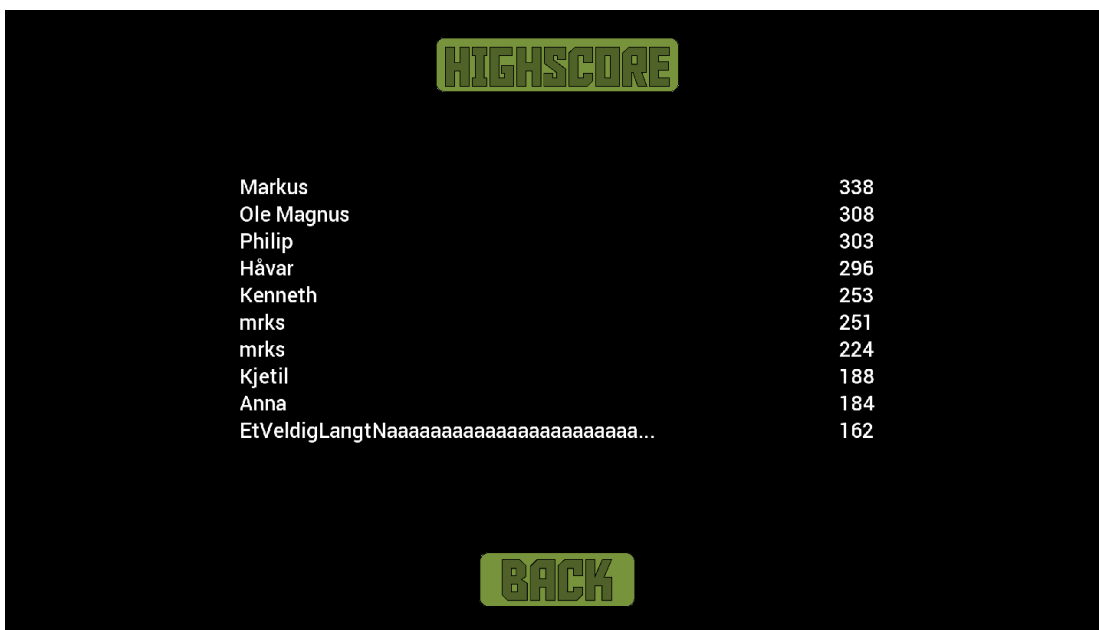 HIGHSCORE
Markus 338
Ole Magnus 308
Philip 303
Håvar 296
Kenneth 253
mrks 251
mrks 224
Kjetil 188
Anna 184
EtVeldigLangtNaaaaaaaaaaaaaaaaaaaaaaa... 162
BACK